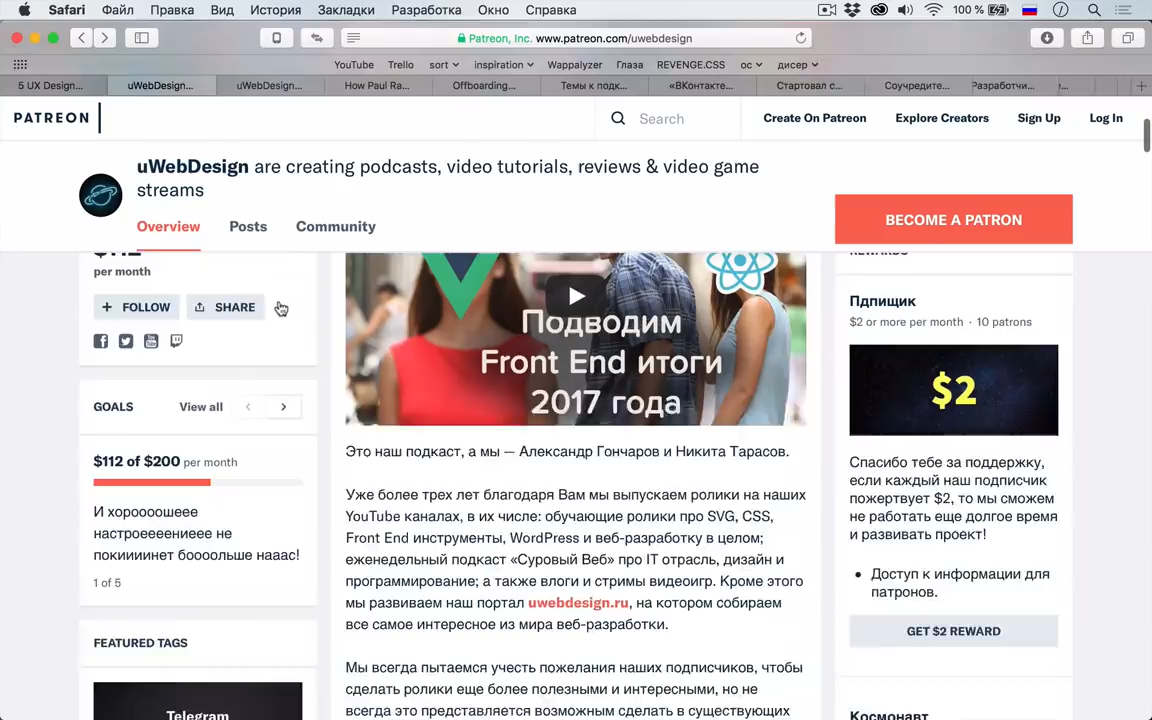 Safari Файл Правка Вид История Закладки Разработка Окно Справка
100 %
Patreon, Inc. www.patreon.com/uwebdesign
YouTube Trello sort inspiration Wappalyzer Глаза REVENGE.CSS ос дисер
5 UX Design... uWebDesign... uWebDesign... How Paul Ra... Offboarding... Темы к подк... «ВКонтакте... Стартовал с... Соучредите... Разработчи...
PATREON
Search
Create On Patreon Explore Creators Sign Up Log In
uWebDesign are creating podcasts, video tutorials, reviews & video game
streams
Overview Posts Community
BECOME A PATRON
$112
per month
+ FOLLOW SHARE
GOALS View all
$112 of $200 per month
И хороооошеее
настроеееениеее не
покиииинет боооольше нааас!
1 of 5
FEATURED TAGS
Telegram
Подводим
Front End итоги
2017 года
Это наш подкаст, а мы — Александр Гончаров и Никита Тарасов.
Уже более трех лет благодаря Вам мы выпускаем ролики на наших
YouTube каналах, в их числе: обучающие ролики про SVG, CSS,
Front End инструменты, WordPress и веб-разработку в целом;
еженедельный подкаст «Суровый Веб» про IT отрасль, дизайн и
программирование; а также влоги и стримы видеоигр. Кроме этого
мы развиваем наш портал uwebdesign.ru, на котором собираем
все самое интересное из мира веб-разработки.
Мы всегда пытаемся учесть пожелания наших подписчиков, чтобы
сделать ролики еще более полезными и интересными, но не
всегда это представляется возможным сделать в существующих
REWARDS
Пдпищик
$2 or more per month · 10 patrons
$2
Спасибо тебе за поддержку,
если каждый наш подписчик
пожертвует $2, то мы сможем
не работать еще долгое время
и развивать проект!
• Доступ к информации для
патронов.
GET $2 REWARD
Космонавт